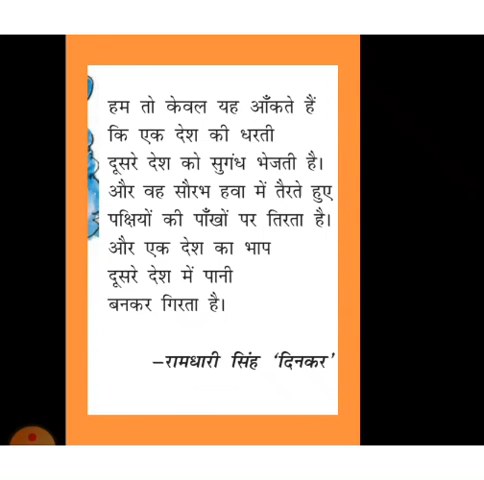 हम तो केवल यह आँकते हैं
कि एक देश की धरती
दूसरे देश को सुगंध भेजती है।
और वह सौरभ हवा में तैरते हुए
पक्षियों की पाँखों पर तिरता है।
और एक देश का भाप
दूसरे देश में पानी
बनकर गिरता है।
–रामधारी सिंह ‘दिनकर’